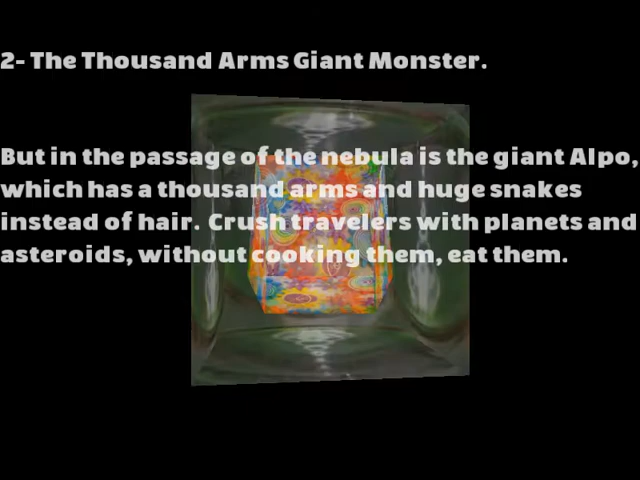 2- The Thousand Arms Giant Monster.
But in the passage of the nebula is the giant Alpo,
which has a thousand arms and huge snakes
instead of hair. Crush travelers with planets and
asteroids, without cooking them, eat them.